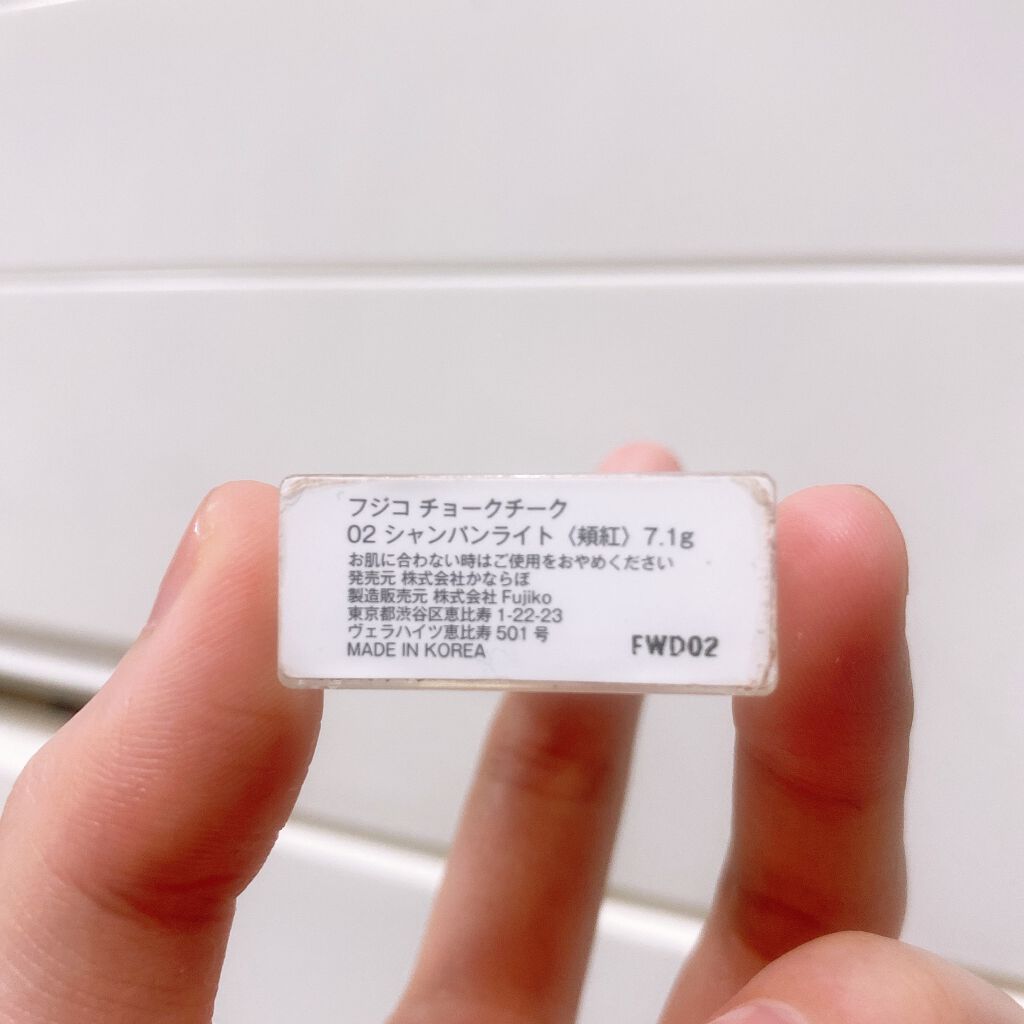 フジコ チョークチーク
02 シャンパンライト〈頬紅〉7.1g
お肌に合わない時はご使用をおやめください
発売元 株式会社かならぼ
製造販売元 株式会社 Fujiko
東京都渋谷区恵比寿 1-22-23
ヴェラハイツ恵比寿 501 号
MADE IN KOREA
FWD02